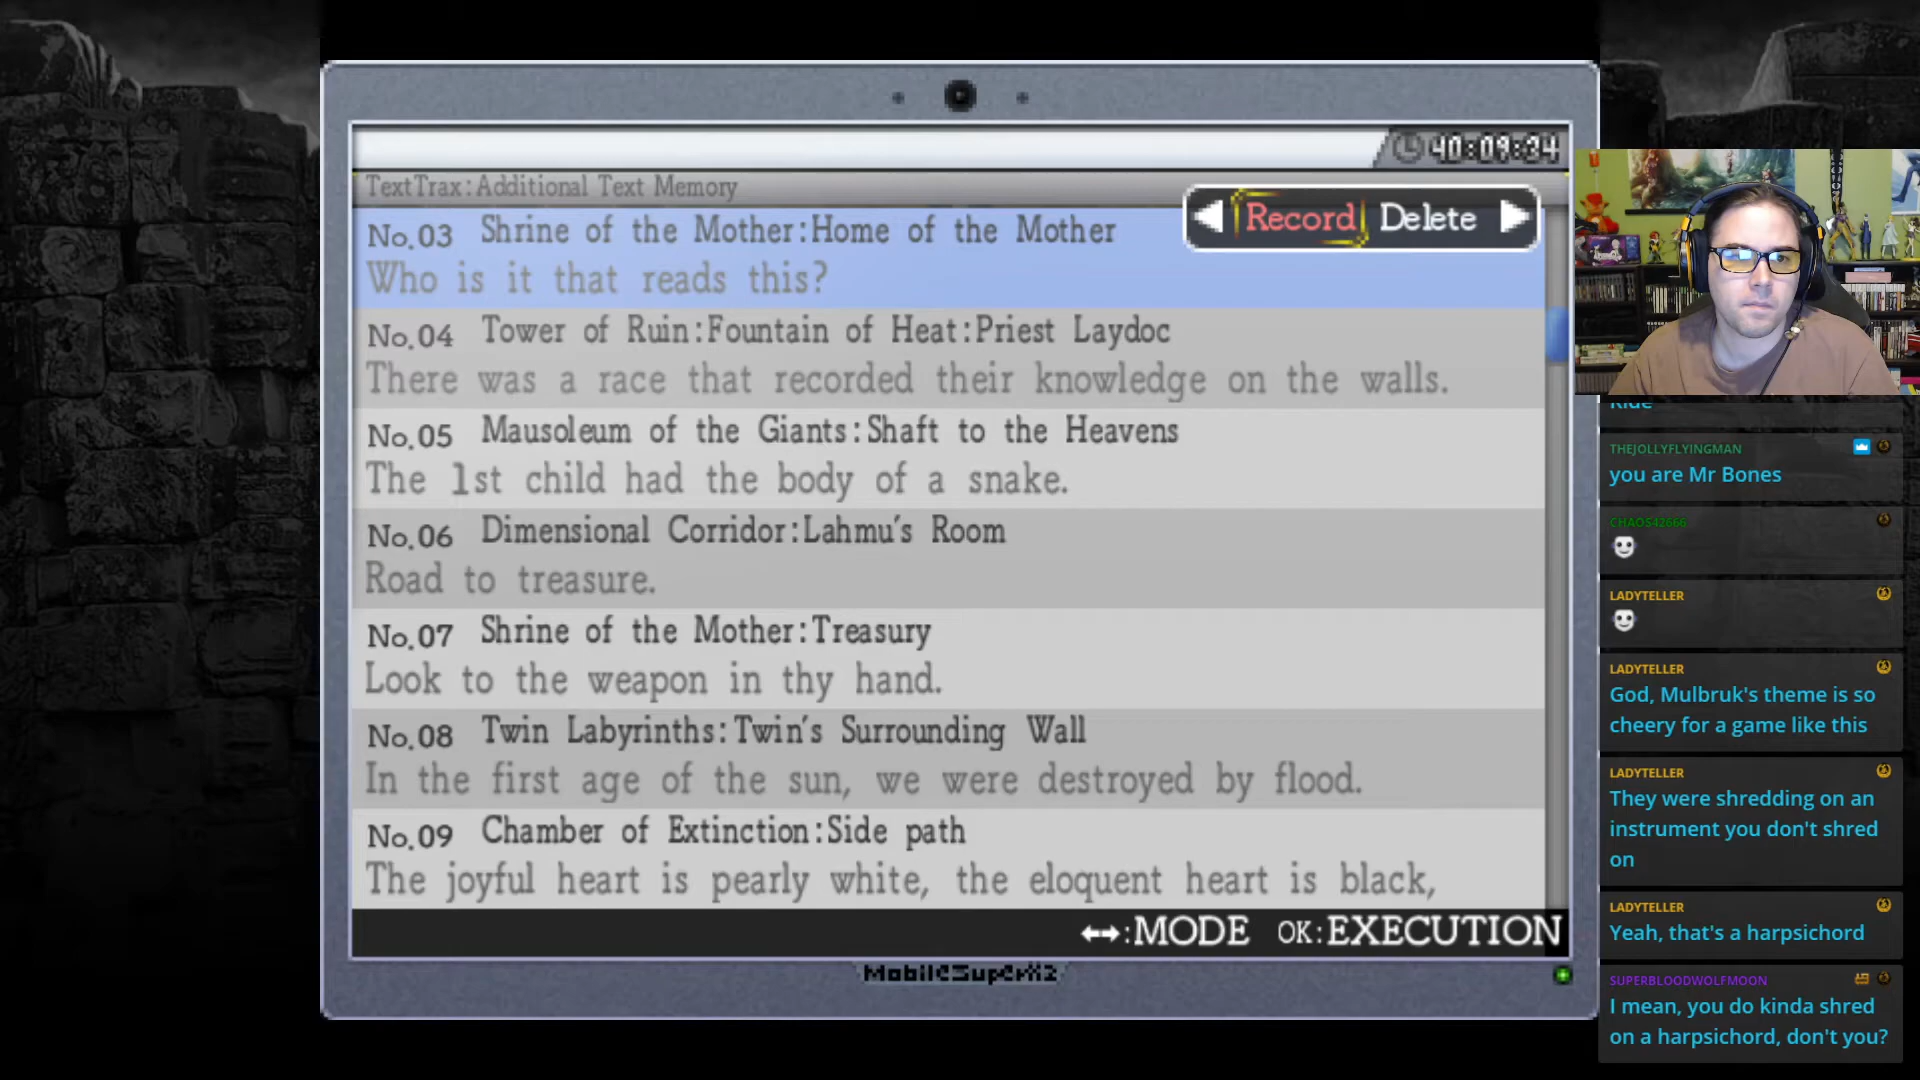 40:09:24
TextTrax:Additional Text Memory
Record Delete
No.03 Shrine of the Mother:Home of the Mother
Who is it that reads this?
No.04 Tower of Ruin:Fountain of Heat:Priest Laydoc
There was a race that recorded their knowledge on the walls.
No.05 Mausoleum of the Giants:Shaft to the Heavens
The 1st child had the body of a snake.
No.06 Dimensional Corridor:Lahmu's Room
Road to treasure.
No.07 Shrine of the Mother:Treasury
Look to the weapon in thy hand.
No.08 Twin Labyrinths:Twin's Surrounding Wall
In the first age of the sun, we were destroyed by flood.
No.09 Chamber of Extinction:Side path
The joyful heart is pearly white, the eloquent heart is black,
↔:MODE OK:EXECUTION
MobileSuperX2
Ride
THEJOLLYFLYINGMAN
you are Mr Bones
CHAOS42666
LADYTELLER
LADYTELLER
God, Mulbruk's theme is so
cheery for a game like this
LADYTELLER
They were shredding on an
instrument you don't shred
on
LADYTELLER
Yeah, that's a harpsichord
SUPERBLOODWOLFMOON
I mean, you do kinda shred
on a harpsichord, don't you?